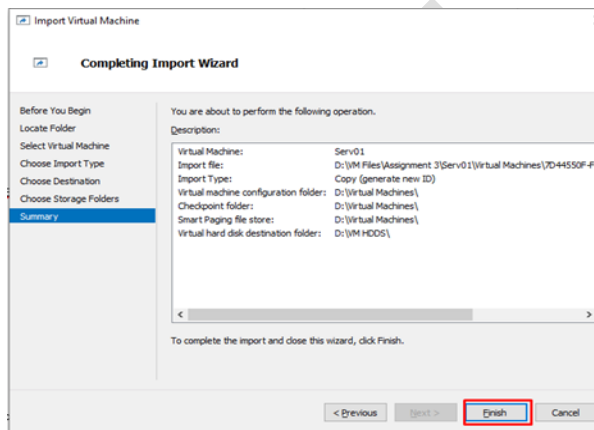 Import Virtual Machine
Completing Import Wizard
Before You Begin
Locate Folder
Select Virtual Machine
Choose Import Type
Choose Destination
Choose Storage Folders
Summary
You are about to perform the following operation.
Description:
Virtual Machine: Serv01
Import file: D:\VM Files\Assignment 3\Serv01\Virtual Machines\7D44550F-F
Import Type: Copy (generate new ID)
Virtual machine configuration folder: D:\Virtual Machines\
Checkpoint folder: D:\Virtual Machines\
Smart Paging file store: D:\Virtual Machines\
Virtual hard disk destination folder: D:\VM HDDS\
To complete the import and close this wizard, click Finish.
< Previous Next > Finish Cancel